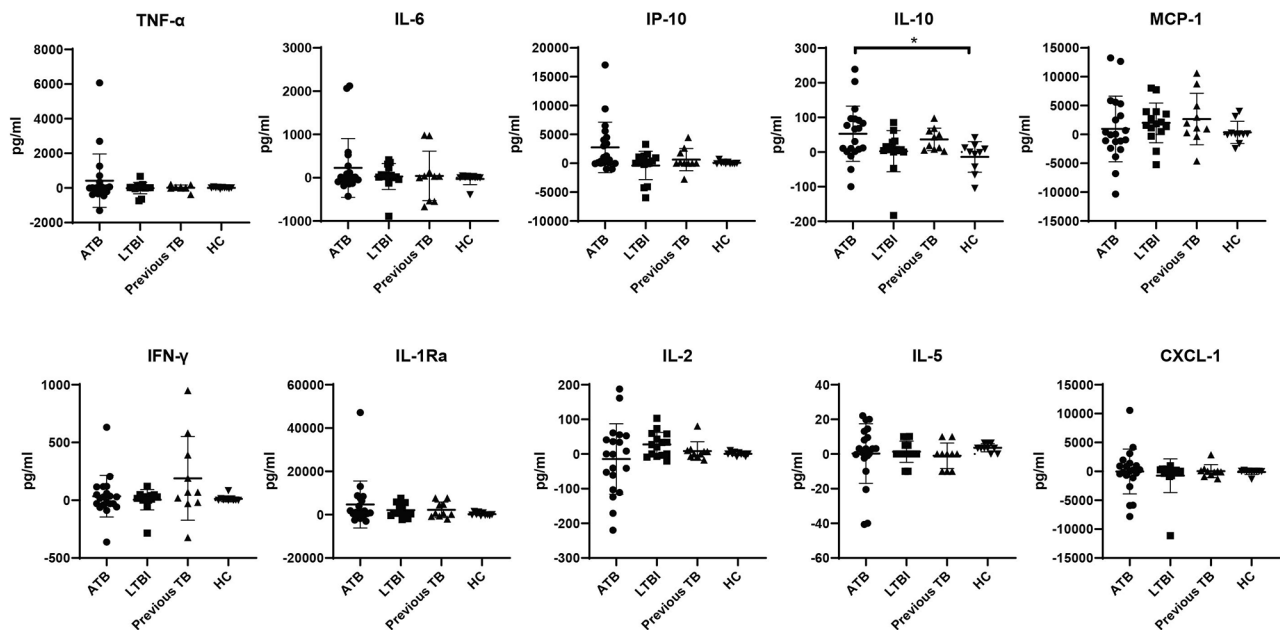 TNF-α
pg/ml
8000
6000
4000
2000
0
-2000
ATB
LTBI
Previous TB
HC
IL-6
pg/ml
3000
2000
1000
0
-1000
ATB
LTBI
Previous TB
HC
IP-10
pg/ml
20000
15000
10000
5000
0
-5000
-10000
ATB
LTBI
Previous TB
HC
IL-10
pg/ml
300
200
100
0
-100
-200
*
ATB
LTBI
Previous TB
HC
MCP-1
pg/ml
15000
10000
5000
0
-5000
-10000
-15000
ATB
LTBI
Previous TB
HC
IFN-γ
pg/ml
1000
500
0
-500
ATB
LTBI
Previous TB
HC
IL-1Ra
pg/ml
60000
40000
20000
0
-20000
ATB
LTBI
Previous TB
HC
IL-2
pg/ml
200
100
0
-100
-200
-300
ATB
LTBI
Previous TB
HC
IL-5
pg/ml
40
20
0
-20
-40
-60
ATB
LTBI
Previous TB
HC
CXCL-1
pg/ml
15000
10000
5000
0
-5000
-10000
-15000
ATB
LTBI
Previous TB
HC